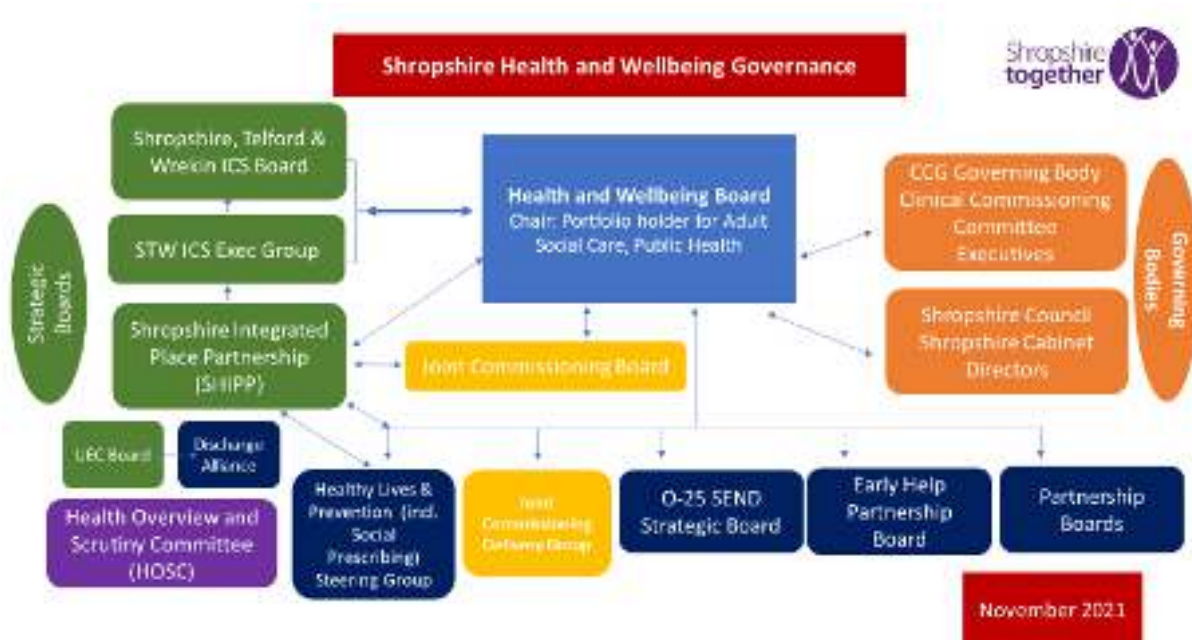 Shropshire Health and Wellbeing Governance
Shropshire
together
Shropshire, Telford &
Wrekin ICS Board
Health and Wellbeing Board
Chair: Portfolio holder for Adult
Social Care, Public Health
CCG Governing Body
Clinical Commissioning
Committee
Executives
Strategic
Boards
STW ICS Exec Group
Governing
Bodies
Shropshire Integrated
Place Partnership
(SHIPP)
Joint Commissioning Board
Shropshire Council
Shropshire Cabinet
Directors
UEC Board
Discharge
Alliance
Health Overview and
Scrutiny Committee
(HOSC)
Healthy Lives &
Prevention (incl.
Social
Prescribing)
Steering Group
Joint
Commissioning
Delivery Group
0-25 SEND
Strategic Board
Early Help
Partnership
Board
Partnership
Boards
November 2021